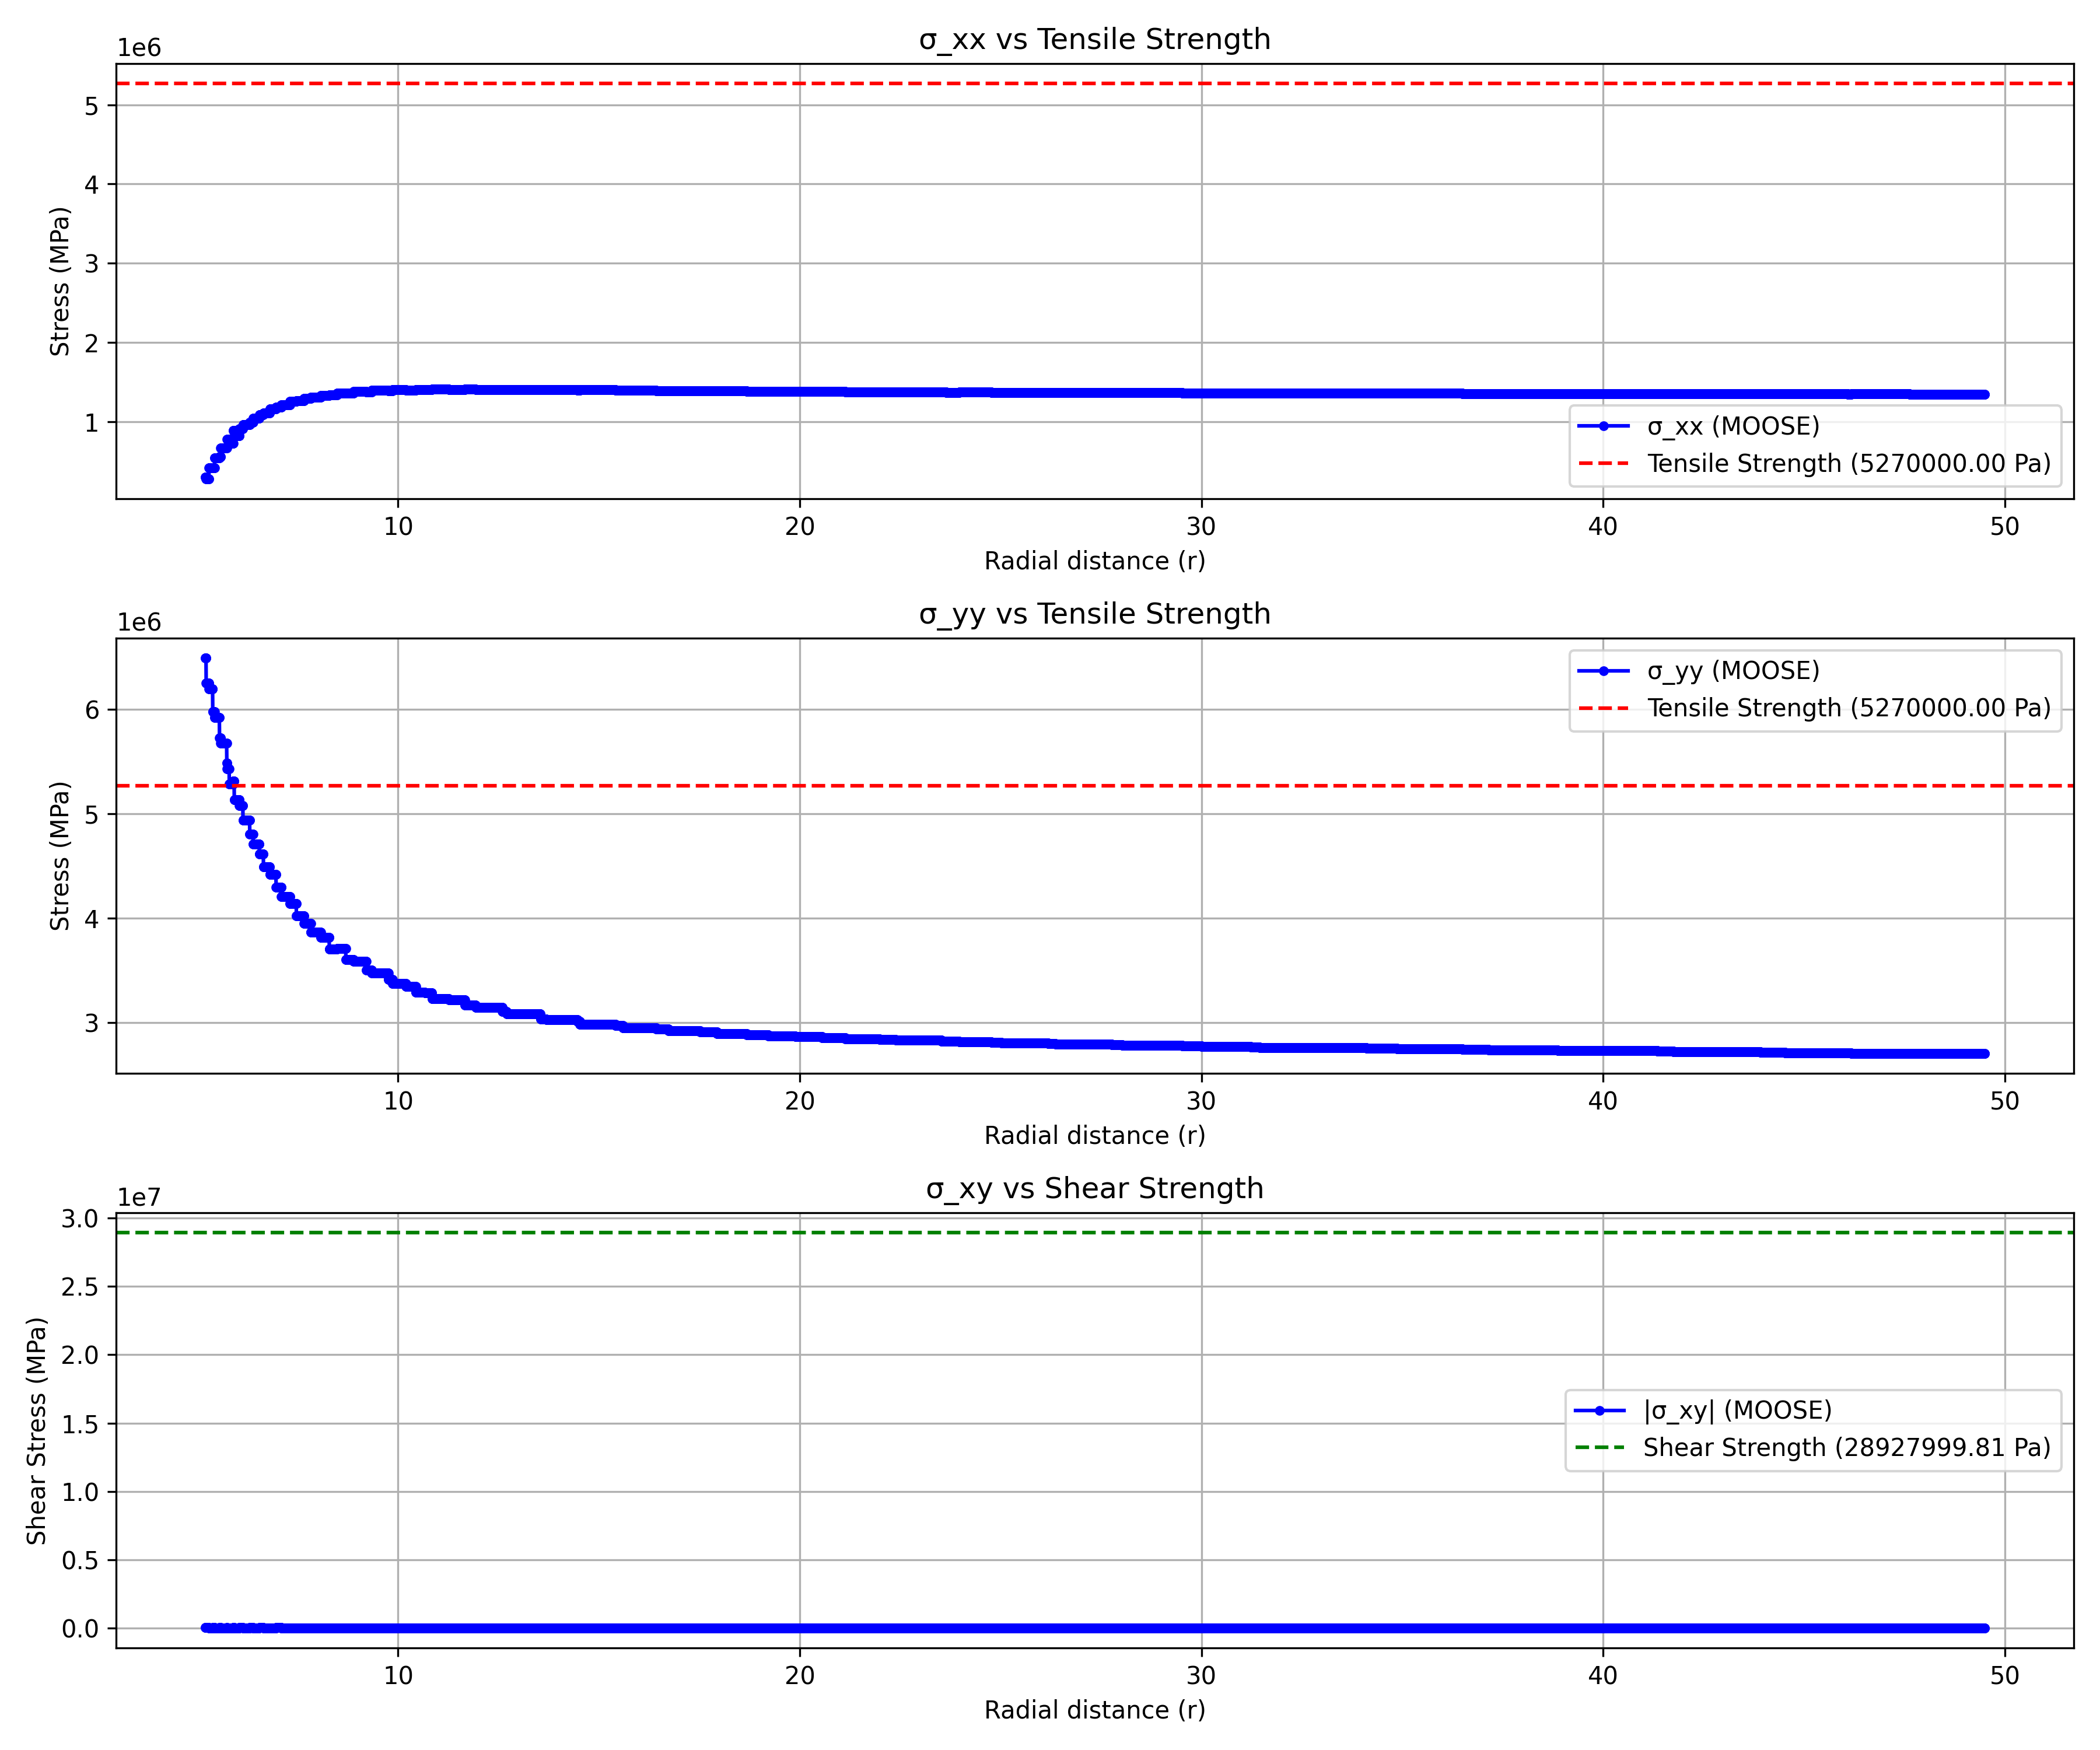 σ_xx vs Tensile Strength
1e6
5
4
3
2
1
Stress (MPa)
σ_xx (MOOSE)
Tensile Strength (5270000.00 Pa)
10 20 30 40 50
Radial distance (r)
σ_yy vs Tensile Strength
1e6
6
5
4
3
Stress (MPa)
σ_yy (MOOSE)
Tensile Strength (5270000.00 Pa)
10 20 30 40 50
Radial distance (r)
σ_xy vs Shear Strength
1e7
3.0
2.5
2.0
1.5
1.0
0.5
0.0
Shear Stress (MPa)
|σ_xy| (MOOSE)
Shear Strength (28927999.81 Pa)
10 20 30 40 50
Radial distance (r)